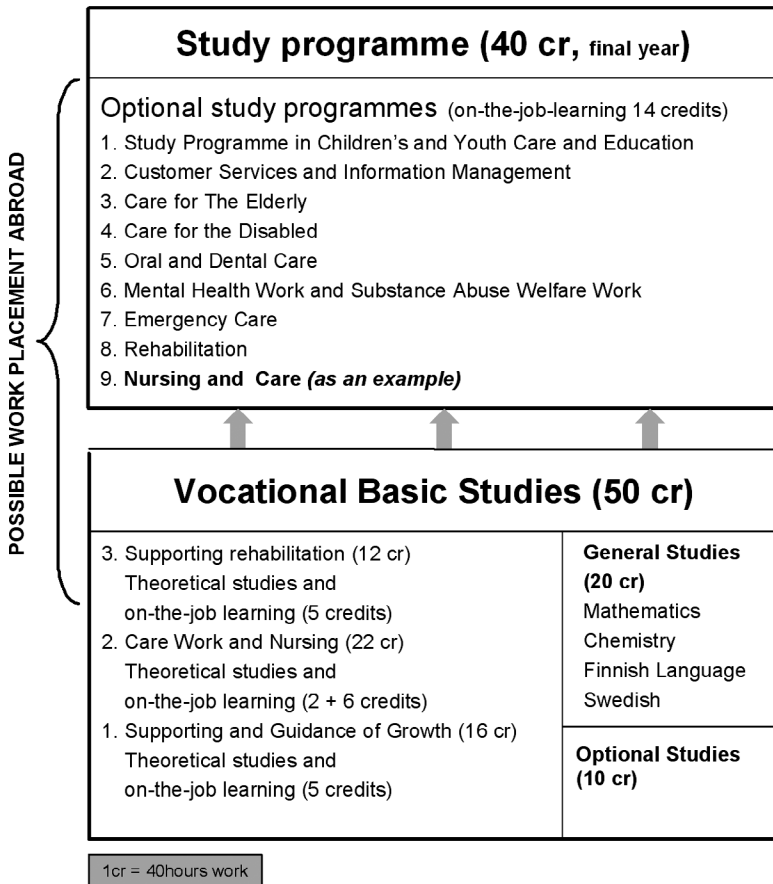 Study programme (40 cr, final year)
POSSIBLE WORK PLACEMENT ABROAD
Optional study programmes (on-the-job-learning 14 credits)
1. Study Programme in Children's and Youth Care and Education
2. Customer Services and Information Management
3. Care for The Elderly
4. Care for the Disabled
5. Oral and Dental Care
6. Mental Health Work and Substance Abuse Welfare Work
7. Emergency Care
8. Rehabilitation
9. Nursing and Care (as an example)
Vocational Basic Studies (50 cr)
3. Supporting rehabilitation (12 cr)
Theoretical studies and
on-the-job learning (5 credits)
2. Care Work and Nursing (22 cr)
Theoretical studies and
on-the-job learning (2 + 6 credits)
1. Supporting and Guidance of Growth (16 cr)
Theoretical studies and
on-the-job learning (5 credits)
General Studies
(20 cr)
Mathematics
Chemistry
Finnish Language
Swedish
Optional Studies
(10 cr)
1cr = 40hours work